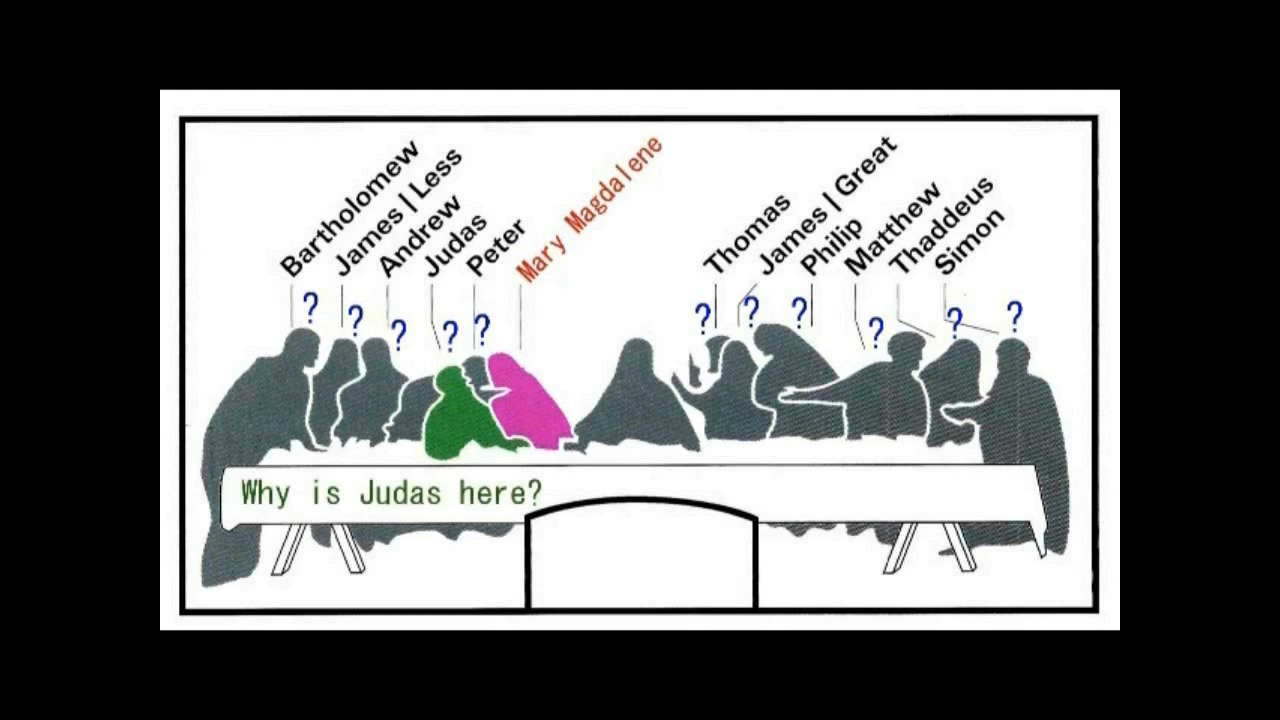 Bartholomew
James | Less
Andrew
Judas
Peter
Mary Magdalene
Thomas
James | Great
Philip
Matthew
Thaddeus
Simon
? ? ? ? ? ? ? ? ? ? ?
Why is Judas here?